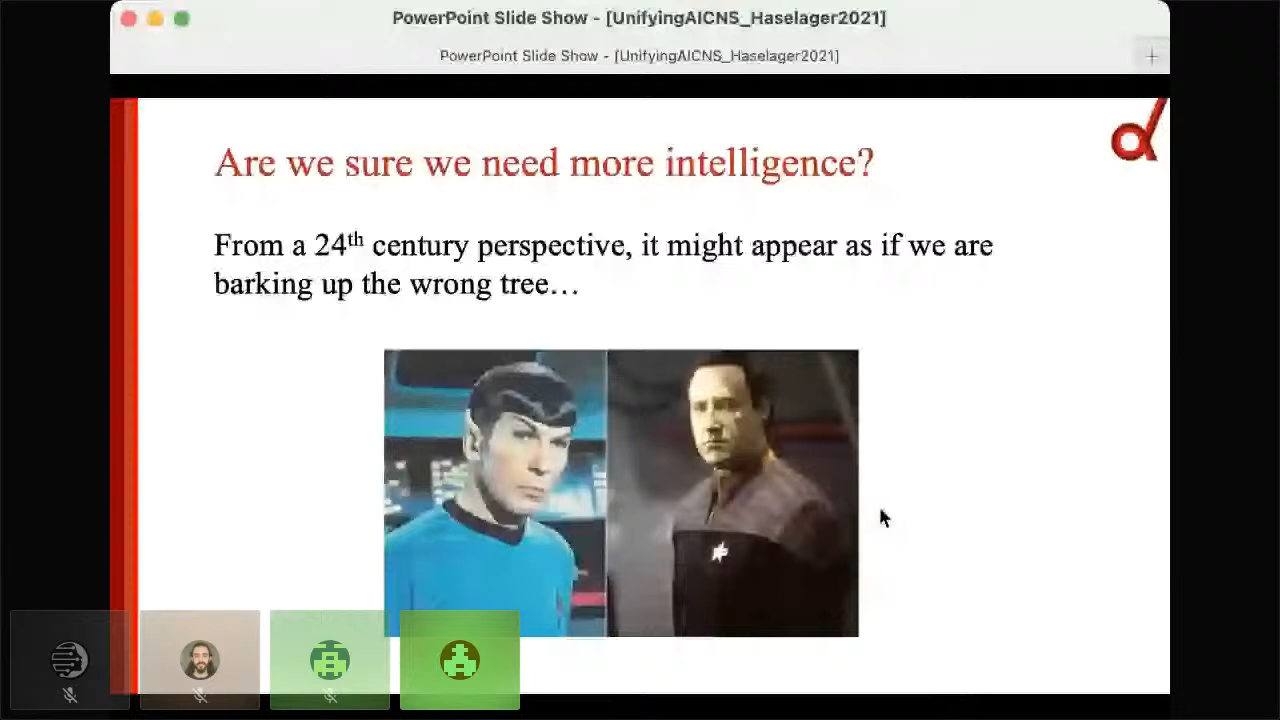 PowerPoint Slide Show - [UnifyingAICNS_Haselager2021]
PowerPoint Slide Show - [UnifyingAICNS_Haselager2021]
Are we sure we need more intelligence?
From a 24th century perspective, it might appear as if we are
barking up the wrong tree…